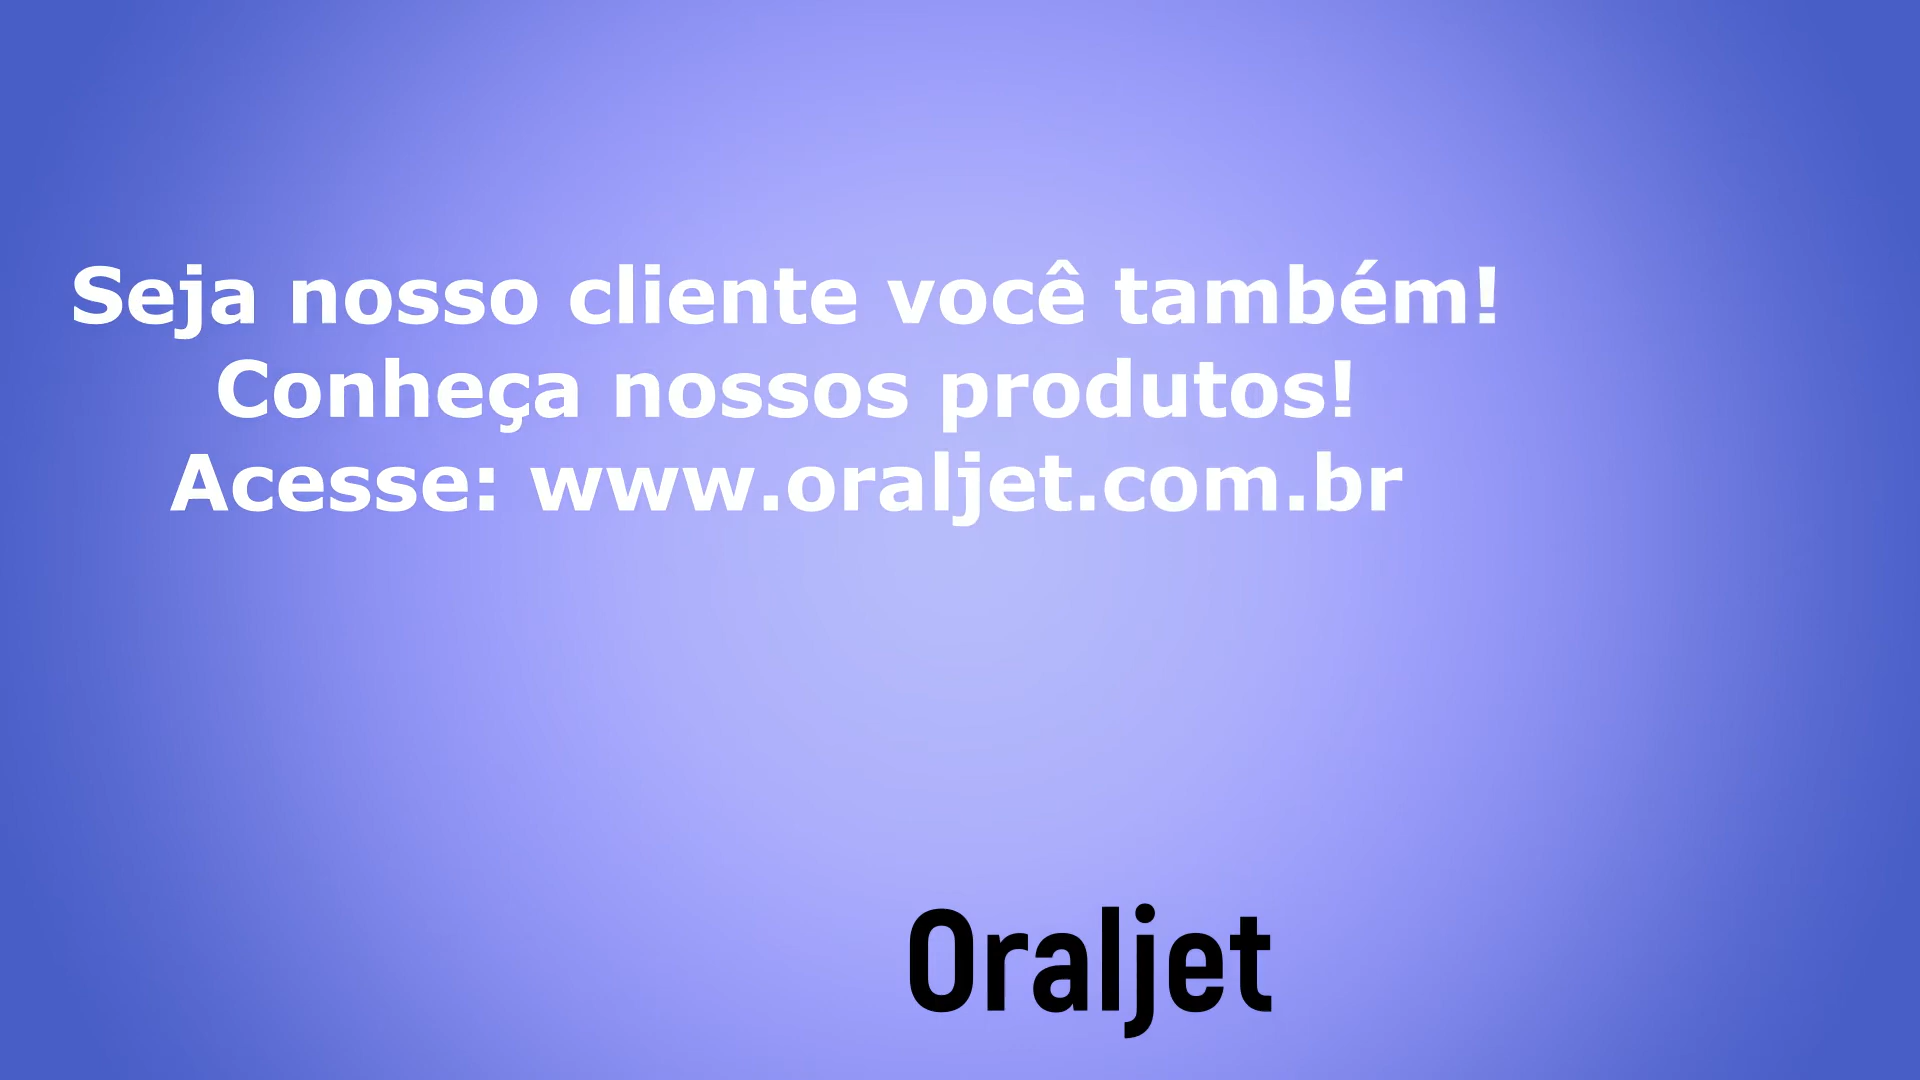 Seja nosso cliente você também!
Conheça nossos produtos!
Acesse: www.oraljet.com.br
Oraljet